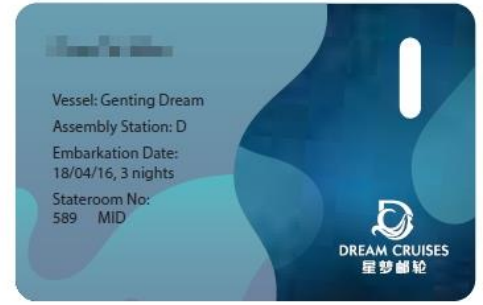 Vessel: Genting Dream
Assembly Station: D
Embarkation Date:
18/04/16, 3 nights
Stateroom No:
589 MID
DREAM CRUISES
星梦邮轮